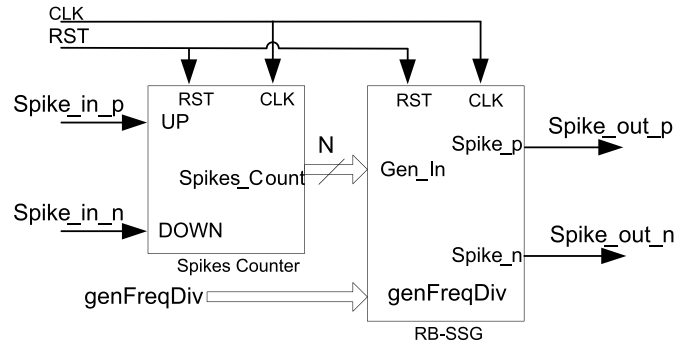 CLK
RST
RST
CLK
RST
CLK
Spike_in_p
UP
N
Spike_p
Spike_out_p
Spikes_Count
Gen_In
Spike_in_n
DOWN
Spike_n
Spike_out_n
Spikes Counter
genFreqDiv
genFreqDiv
RB-SSG